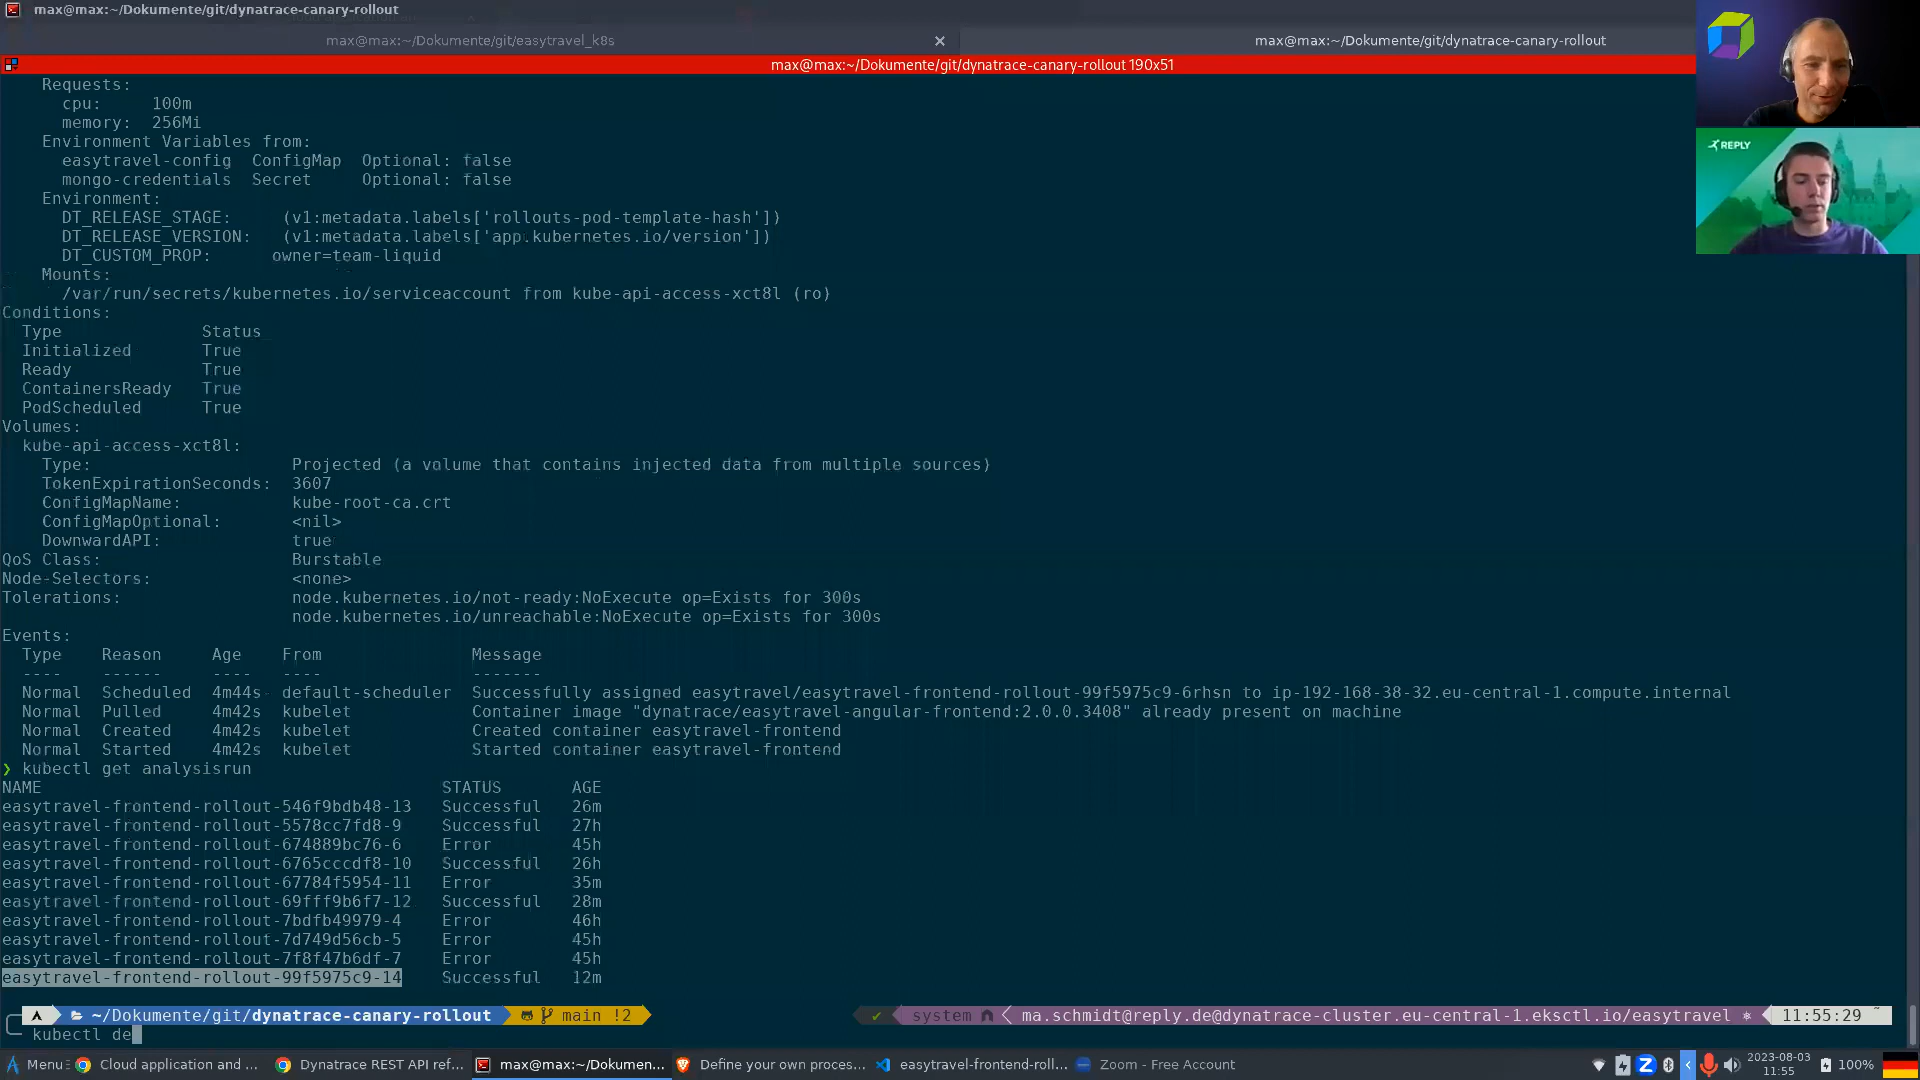 max@max:~/Dokumente/git/dynatrace-canary-rollout
max@max:~/Dokumente/git/easytravel_k8s
max@max:~/Dokumente/git/dynatrace-canary-rollout
max@max:~/Dokumente/git/dynatrace-canary-rollout 190x51
REPLY
Requests:
cpu: 100m
memory: 256Mi
Environment Variables from:
easytravel-config ConfigMap Optional: false
mongo-credentials Secret Optional: false
Environment:
DT_RELEASE_STAGE: (v1:metadata.labels['rollouts-pod-template-hash'])
DT_RELEASE_VERSION: (v1:metadata.labels['app.kubernetes.io/version'])
DT_CUSTOM_PROP: owner=team-liquid
Mounts:
/var/run/secrets/kubernetes.io/serviceaccount from kube-api-access-xct8l (ro)
Conditions:
Type Status
Initialized True
Ready True
ContainersReady True
PodScheduled True
Volumes:
kube-api-access-xct8l:
Type: Projected (a volume that contains injected data from multiple sources)
TokenExpirationSeconds: 3607
ConfigMapName: kube-root-ca.crt
ConfigMapOptional: <nil>
DownwardAPI: true
QoS Class: Burstable
Node-Selectors: <none>
Tolerations: node.kubernetes.io/not-ready:NoExecute op=Exists for 300s
node.kubernetes.io/unreachable:NoExecute op=Exists for 300s
Events:
Type Reason Age From Message
---- ------ ---- ---- -------
Normal Scheduled 4m44s default-scheduler Successfully assigned easytravel/easytravel-frontend-rollout-99f5975c9-6rhsn to ip-192-168-38-32.eu-central-1.compute.internal
Normal Pulled 4m42s kubelet Container image "dynatrace/easytravel-angular-frontend:2.0.0.3408" already present on machine
Normal Created 4m42s kubelet Created container easytravel-frontend
Normal Started 4m42s kubelet Started container easytravel-frontend
❯ kubectl get analysisrun
NAME STATUS AGE
easytravel-frontend-rollout-546f9bdb48-13 Successful 26m
easytravel-frontend-rollout-5578cc7fd8-9 Successful 27h
easytravel-frontend-rollout-674889bc76-6 Error 45h
easytravel-frontend-rollout-6765cccdf8-10 Successful 26h
easytravel-frontend-rollout-67784f5954-11 Error 35m
easytravel-frontend-rollout-69fff9b6f7-12 Successful 28m
easytravel-frontend-rollout-7bdfb49979-4 Error 46h
easytravel-frontend-rollout-7d749d56cb-5 Error 45h
easytravel-frontend-rollout-7f8f47b6df-7 Error 45h
easytravel-frontend-rollout-99f5975c9-14 Successful 12m
~/Dokumente/git/dynatrace-canary-rollout main !2 ✔ system ma.schmidt@reply.de@dynatrace-cluster.eu-central-1.eksctl.io/easytravel ⎈ 11:55:29
kubectl de
Menu Cloud application and ... Dynatrace REST API ref... max@max:~/Dokumen... Define your own proces... easytravel-frontend-roll... Zoom - Free Account 2023-08-03 100%
11:55